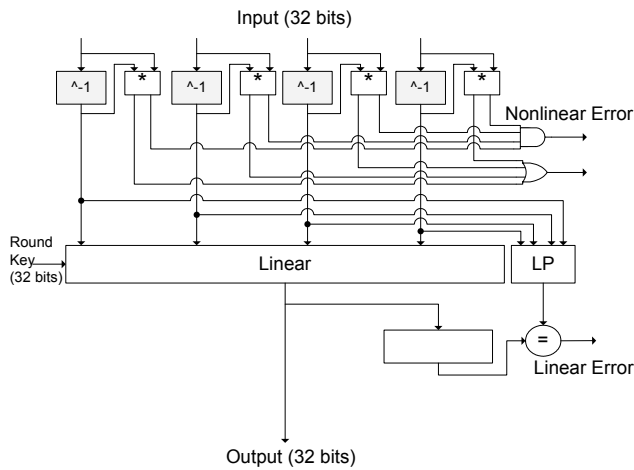 Input (32 bits)
^-1 * ^-1 * ^-1 * ^-1 *
Nonlinear Error
Round
Key
(32 bits)
Linear
LP
=
Linear Error
Output (32 bits)